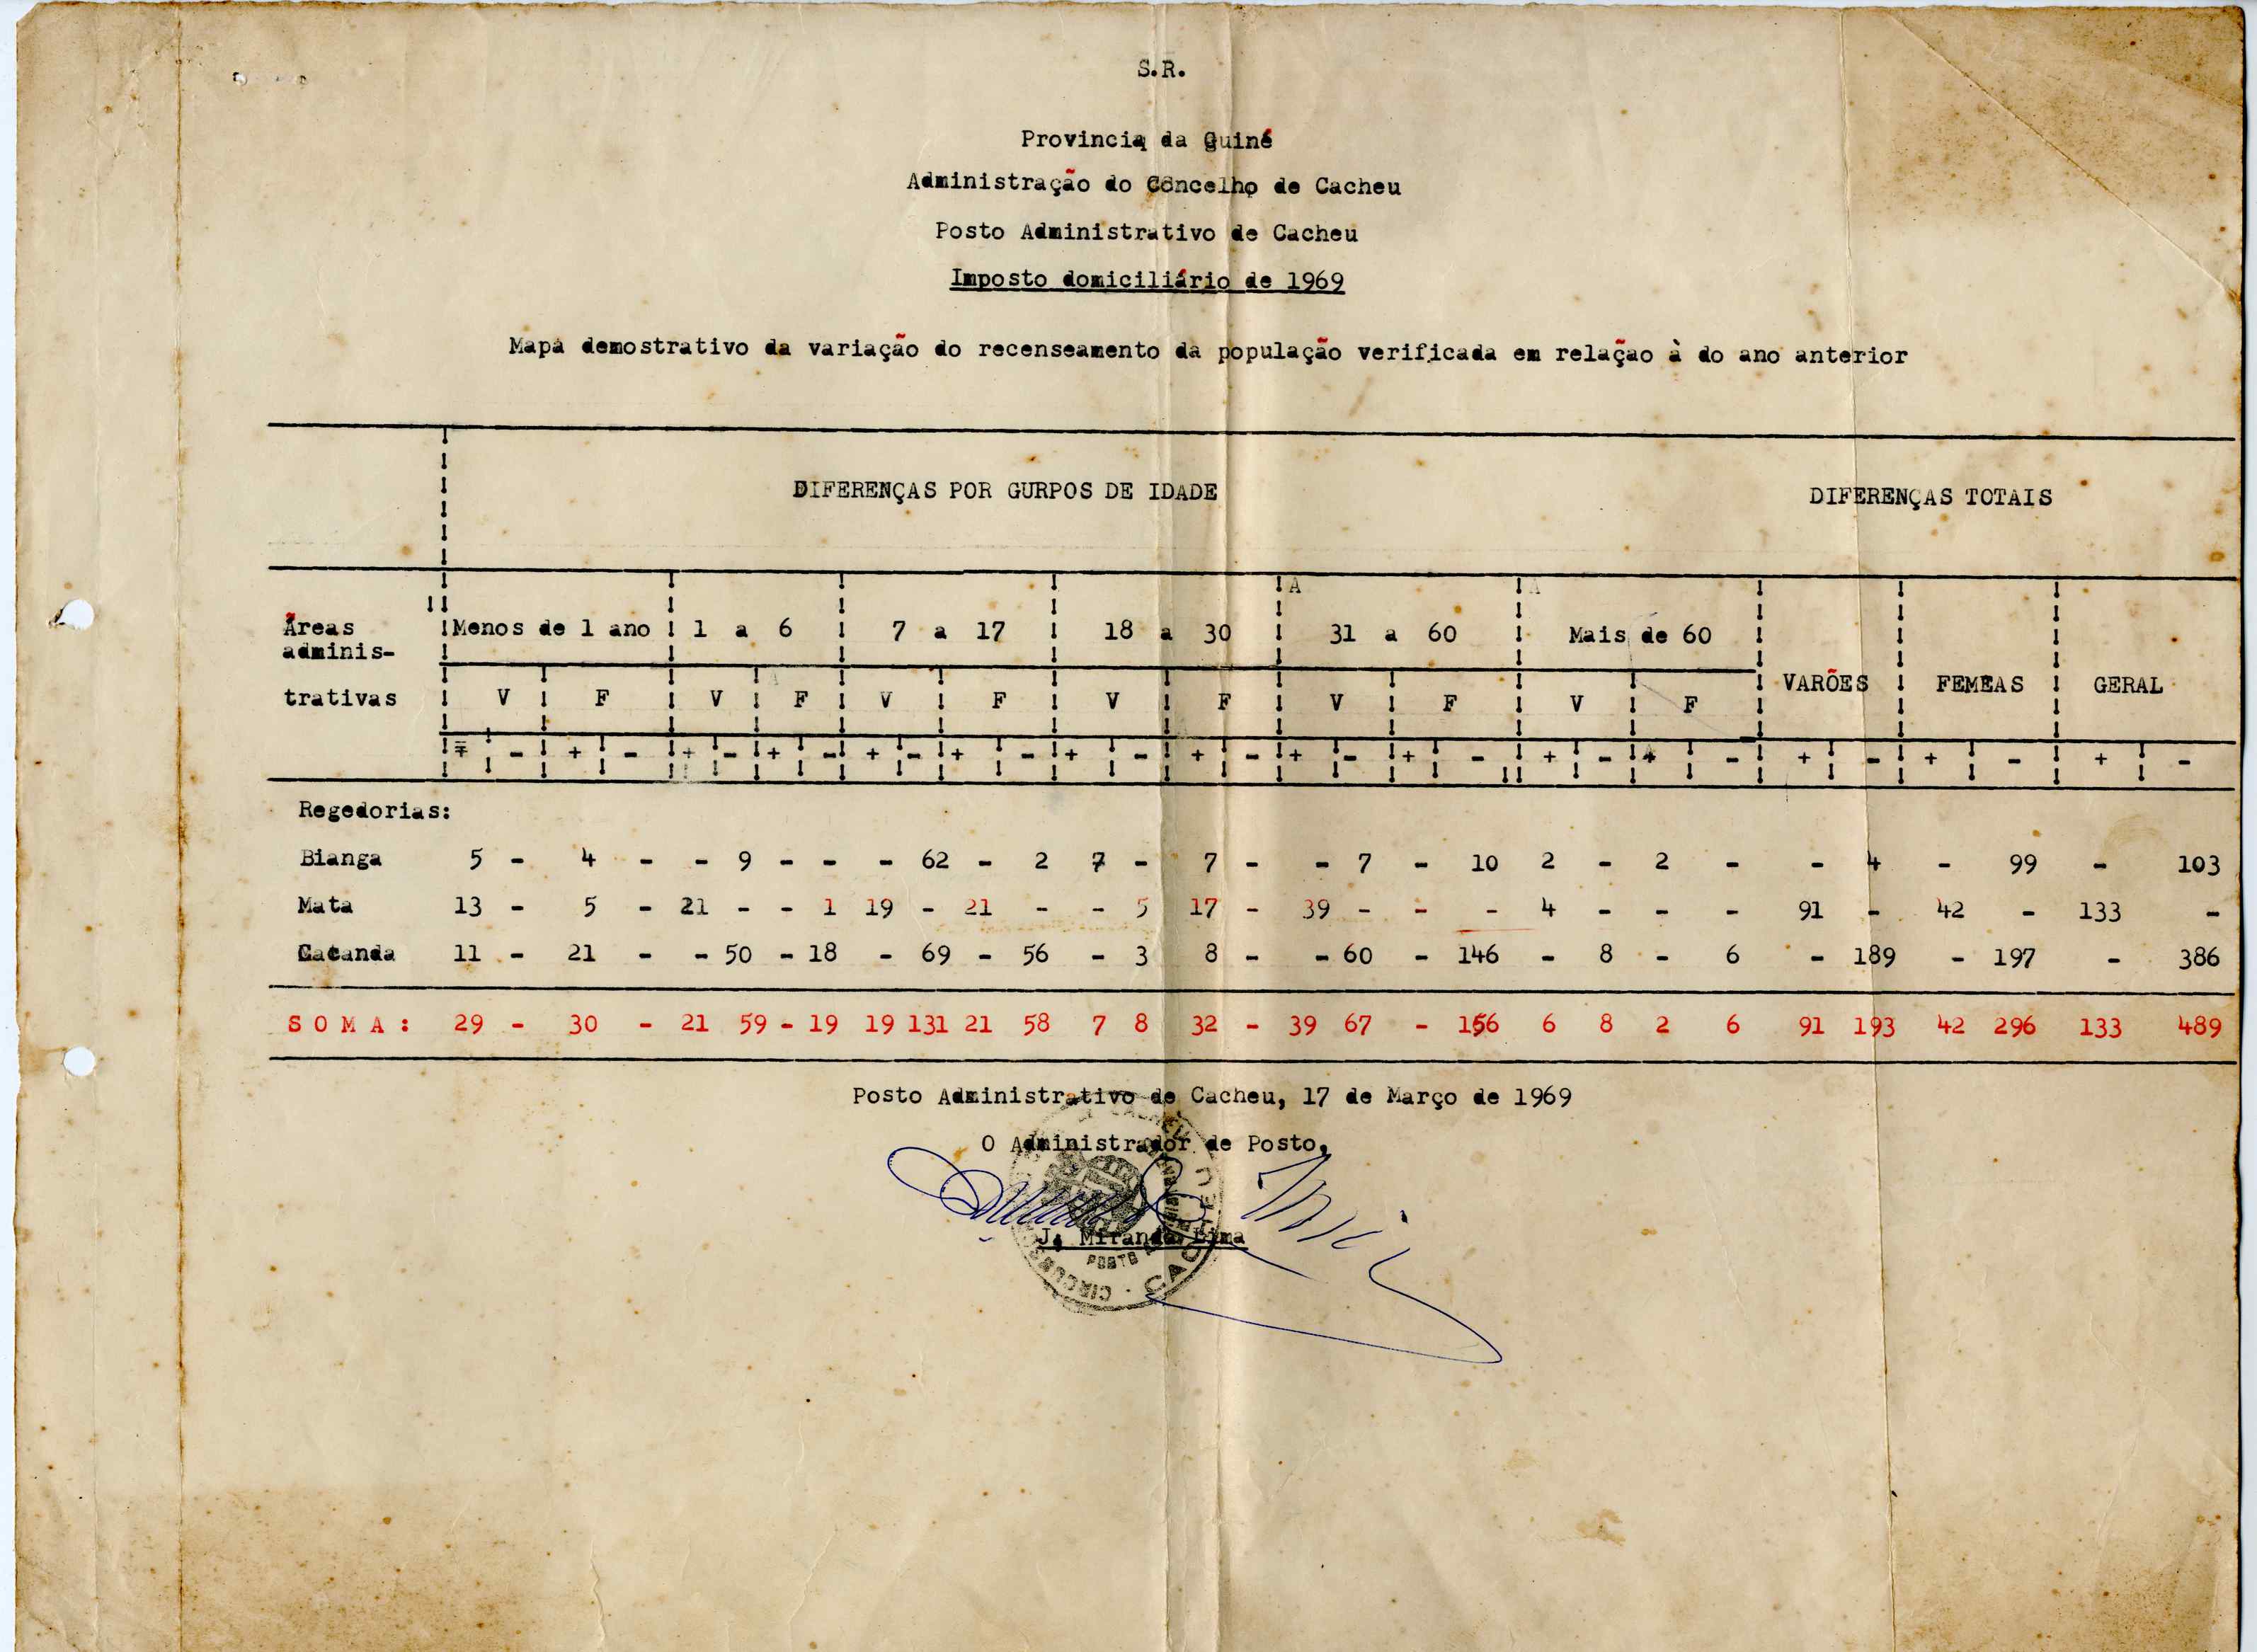 S.R.
Provincia da Guiné
Administração do Concelho de Cacheu
Posto Administrativo de Cacheu
Imposto domiciliário de 1969
Mapa demostrativo da variação do recenseamento da população verificada em relação à do ano anterior
DIFERENÇAS POR GURPOS DE IDADE DIFERENÇAS TOTAIS
Áreas adminis-trativas Menos de 1 ano 1 a 6 7 a 17 18 a 30 31 a 60 Mais de 60 VARÕES FEMEAS GERAL
V F V F V F V F V F V F
+ - + - + - + - + - + - + - + - + - + - + - + - + - + - + -
Regedorias:
Bianga 5 - 4 - - 9 - - - 62 - 2 7 - 7 - - 7 - 10 2 - 2 - - 4 - 99 - 103
Mata 13 - 5 - 21 - - 1 19 - 21 - - 5 17 - 39 - - - 4 - - - 91 - 42 - 133 -
Cacanda 11 - 21 - - 50 - 18 - 69 - 56 - 3 8 - - 60 - 146 - 8 - 6 - 189 - 197 - 386
SOMA: 29 - 30 - 21 59 - 19 19 131 21 58 7 8 32 - 39 67 - 156 6 8 2 6 91 193 42 296 133 489
Posto Administrativo de Cacheu, 17 de Março de 1969
O Administrador de Posto,
J. Miranda Lima
POSTO
CACHEU